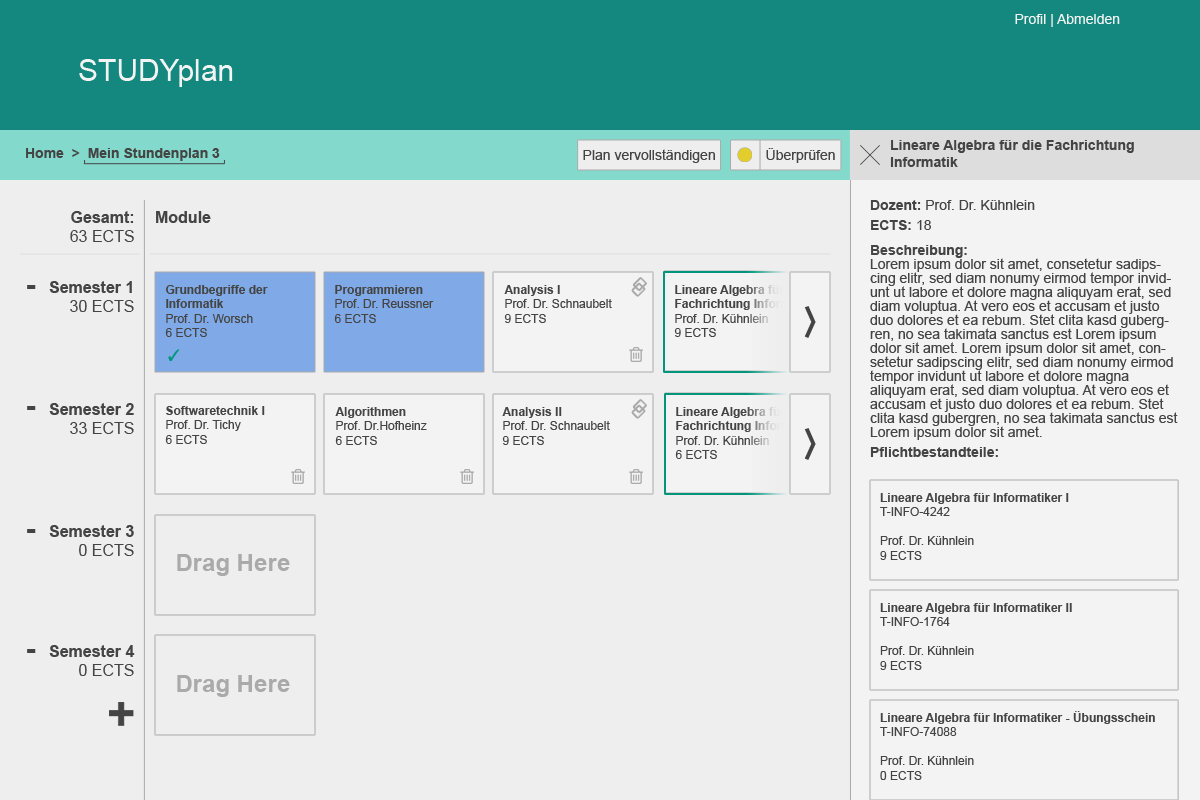 Profil | Abmelden
STUDYplan
Home > Mein Stundenplan 3
Plan vervollständigen
Überprüfen
Gesamt:
63 ECTS
Module
- Semester 1
30 ECTS
Grundbegriffe der
Informatik
Prof. Dr. Worsch
6 ECTS
✓
Programmieren
Prof. Dr. Reussner
6 ECTS
Analysis I
Prof. Dr. Schnaubelt
9 ECTS
Lineare Algebra fü
Fachrichtung Infor
Prof. Dr. Kühnlein
9 ECTS
- Semester 2
33 ECTS
Softwaretechnik I
Prof. Dr. Tichy
6 ECTS
Algorithmen
Prof. Dr.Hofheinz
6 ECTS
Analysis II
Prof. Dr. Schnaubelt
9 ECTS
Lineare Algebra fü
Fachrichtung Infor
Prof. Dr. Kühnlein
6 ECTS
- Semester 3
0 ECTS
Drag Here
- Semester 4
0 ECTS
Drag Here
Lineare Algebra für die Fachrichtung
Informatik
Dozent: Prof. Dr. Kühnlein
ECTS: 18
Beschreibung:
Lorem ipsum dolor sit amet, consetetur sadips-
cing elitr, sed diam nonumy eirmod tempor invid-
unt ut labore et dolore magna aliquyam erat, sed
diam voluptua. At vero eos et accusam et justo
duo dolores et ea rebum. Stet clita kasd guberg-
ren, no sea takimata sanctus est Lorem ipsum
dolor sit amet. Lorem ipsum dolor sit amet, con-
setetur sadipscing elitr, sed diam nonumy eirmod
tempor invidunt ut labore et dolore magna
aliquyam erat, sed diam voluptua. At vero eos et
accusam et justo duo dolores et ea rebum. Stet
clita kasd gubergren, no sea takimata sanctus est
Lorem ipsum dolor sit amet.
Pflichtbestandteile:
Lineare Algebra für Informatiker I
T-INFO-4242
Prof. Dr. Kühnlein
9 ECTS
Lineare Algebra für Informatiker II
T-INFO-1764
Prof. Dr. Kühnlein
9 ECTS
Lineare Algebra für Informatiker - Übungsschein
T-INFO-74088
Prof. Dr. Kühnlein
0 ECTS